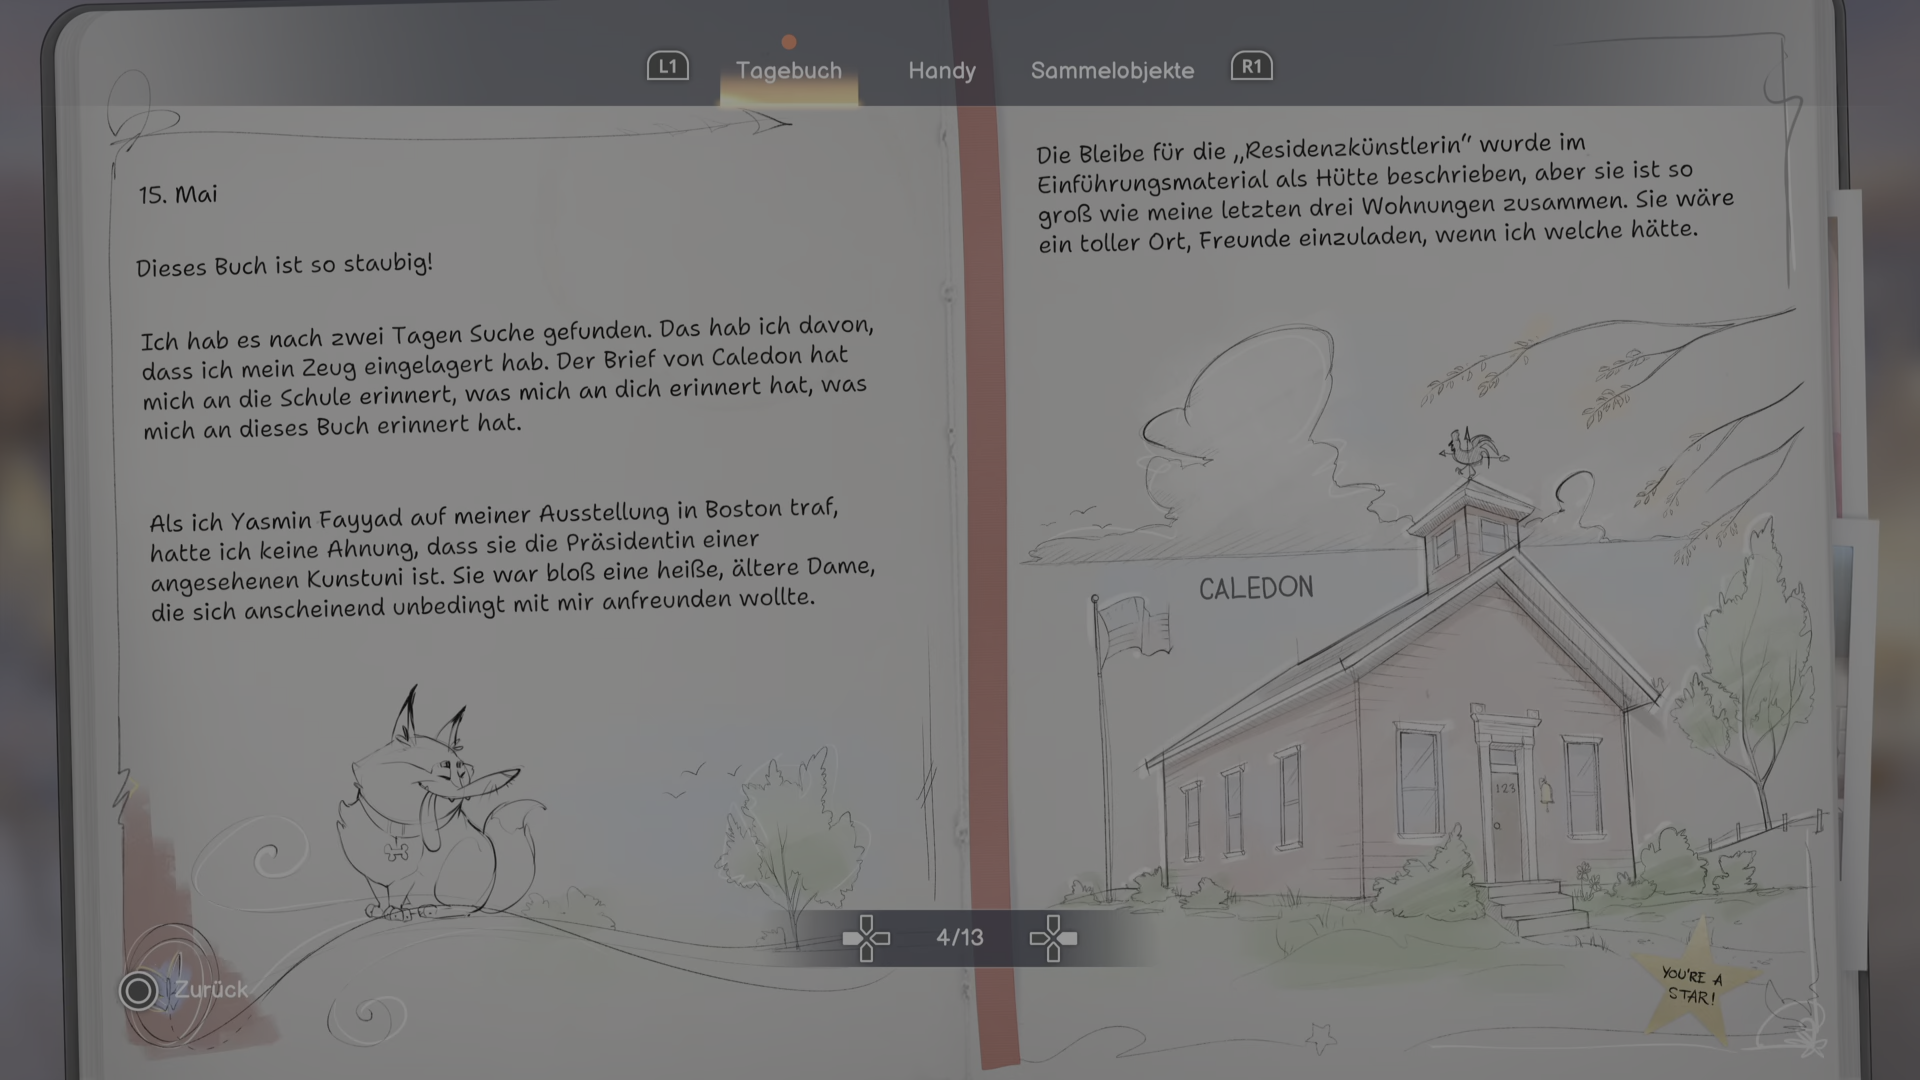 L1
Tagebuch
Handy
Sammelobjekte
R1
15. Mai
Dieses Buch ist so staubig!
Ich hab es nach zwei Tagen Suche gefunden. Das hab ich davon,
dass ich mein Zeug eingelagert hab. Der Brief von Caledon hat
mich an die Schule erinnert, was mich an dich erinnert hat, was
mich an dieses Buch erinnert hat.
Als ich Yasmin Fayyad auf meiner Ausstellung in Boston traf,
hatte ich keine Ahnung, dass sie die Präsidentin einer
angesehenen Kunstuni ist. Sie war bloß eine heiße, ältere Dame,
die sich anscheinend unbedingt mit mir anfreunden wollte.
Die Bleibe für die „Residenzkünstlerin“ wurde im
Einführungsmaterial als Hütte beschrieben, aber sie ist so
groß wie meine letzten drei Wohnungen zusammen. Sie wäre
ein toller Ort, Freunde einzuladen, wenn ich welche hätte.
CALEDON
123
YOU'RE A
STAR!
4/13
Zurück